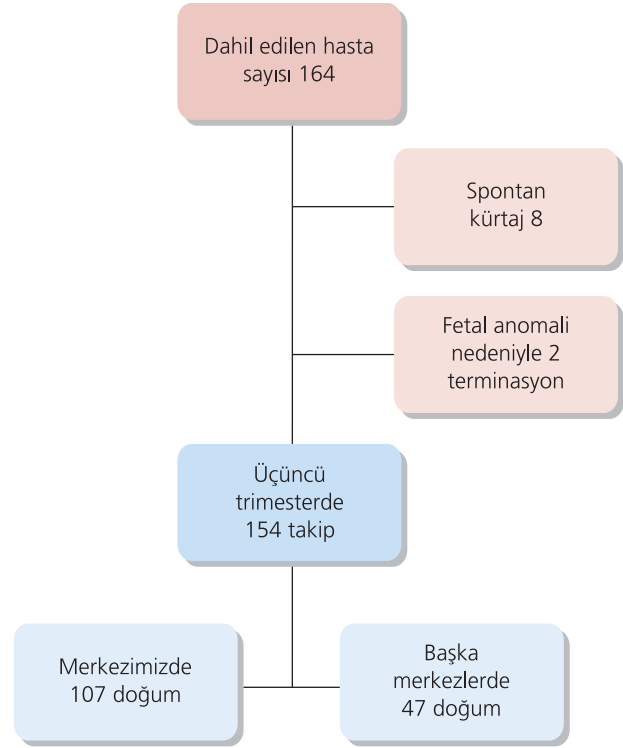 Dahil edilen hasta
sayısı 164
Spontan
kürtaj 8
Fetal anomali
nedeniyle 2
terminasyon
Üçüncü
trimesterde
154 takip
Merkezimizde
107 doğum
Başka
merkezlerde
47 doğum